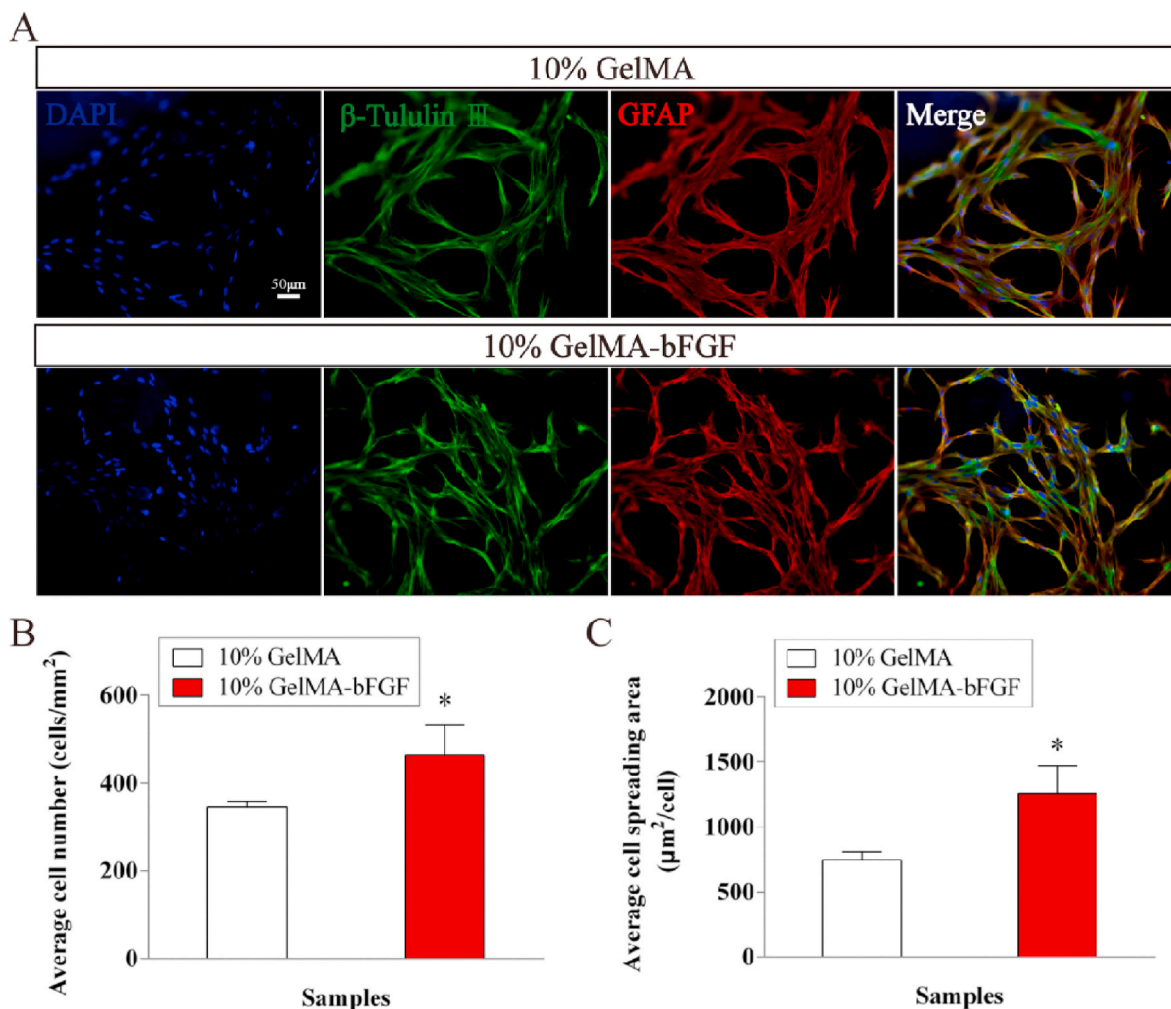 A
10% GelMA
DAPI
β-Tululin Ⅲ
GFAP
Merge
50μm
10% GelMA-bFGF
B
10% GelMA
10% GelMA-bFGF
Average cell number (cells/mm²)
600
400
200
0
*
Samples
C
10% GelMA
10% GelMA-bFGF
Average cell spreading area
(μm²/cell)
2000
1500
1000
500
0
*
Samples